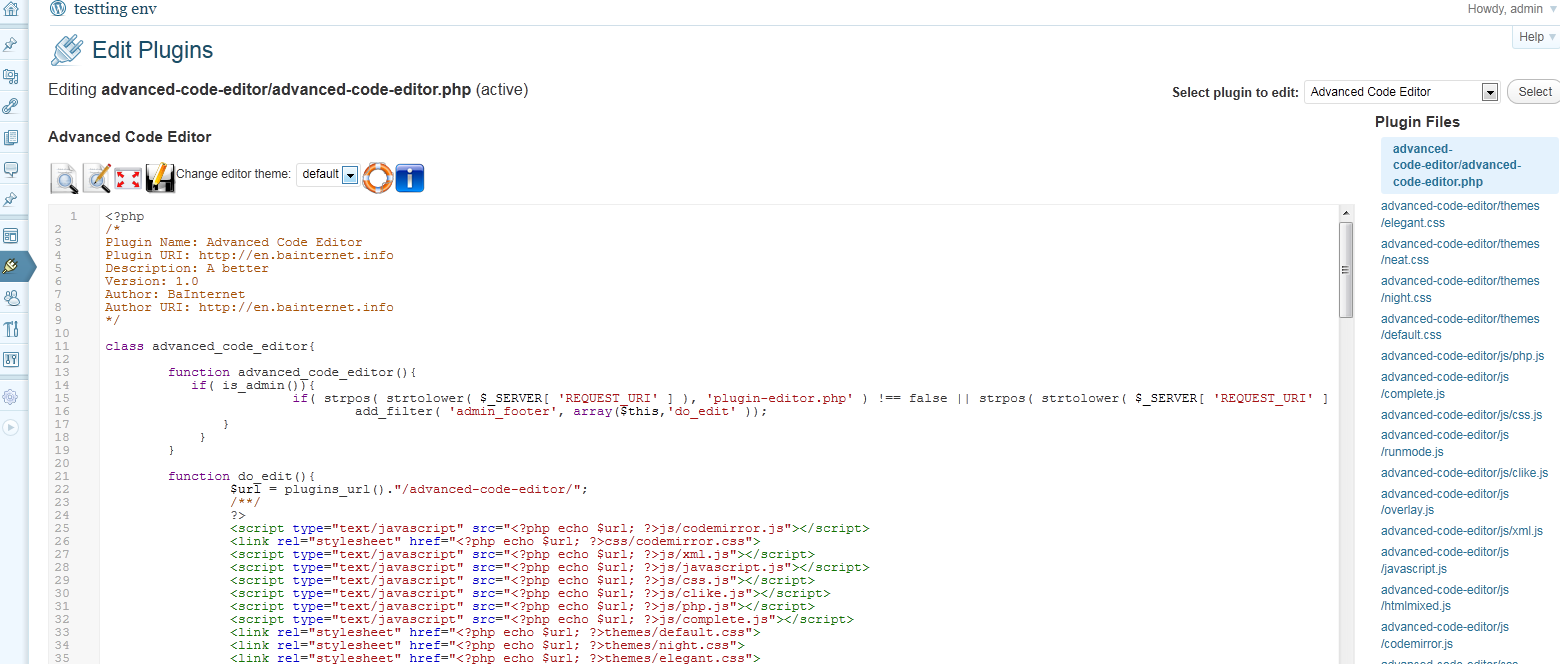 testting env
Howdy, admin
Help
Edit Plugins
Editing advanced-code-editor/advanced-code-editor.php (active)
Select plugin to edit: Advanced Code Editor Select
Advanced Code Editor
Change editor theme: default
1 <?php
2 /*
3 Plugin Name: Advanced Code Editor
4 Plugin URI: http://en.bainternet.info
5 Description: A better
6 Version: 1.0
7 Author: BaInternet
8 Author URI: http://en.bainternet.info
9 */
10
11 class advanced_code_editor{
12
13 function advanced_code_editor(){
14 if( is_admin()){
15 if( strpos( strtolower( $_SERVER[ 'REQUEST_URI' ] ), 'plugin-editor.php' ) !== false || strpos( strtolower( $_SERVER[ 'REQUEST_URI' ]
16 add_filter( 'admin_footer', array($this,'do_edit' ));
17 }
18 }
19 }
20
21 function do_edit(){
22 $url = plugins_url()."/advanced-code-editor/";
23 /**/
24 ?>
25 <script type="text/javascript" src="<?php echo $url; ?>js/codemirror.js"></script>
26 <link rel="stylesheet" href="<?php echo $url; ?>css/codemirror.css">
27 <script type="text/javascript" src="<?php echo $url; ?>js/xml.js"></script>
28 <script type="text/javascript" src="<?php echo $url; ?>js/javascript.js"></script>
29 <script type="text/javascript" src="<?php echo $url; ?>js/css.js"></script>
30 <script type="text/javascript" src="<?php echo $url; ?>js/clike.js"></script>
31 <script type="text/javascript" src="<?php echo $url; ?>js/php.js"></script>
32 <script type="text/javascript" src="<?php echo $url; ?>js/complete.js"></script>
33 <link rel="stylesheet" href="<?php echo $url; ?>themes/default.css">
34 <link rel="stylesheet" href="<?php echo $url; ?>themes/night.css">
35 <link rel="stylesheet" href="<?php echo $url; ?>themes/elegant.css">
Plugin Files
advanced-
code-editor/advanced-
code-editor.php
advanced-code-editor/themes
/elegant.css
advanced-code-editor/themes
/neat.css
advanced-code-editor/themes
/night.css
advanced-code-editor/themes
/default.css
advanced-code-editor/js/php.js
advanced-code-editor/js
/complete.js
advanced-code-editor/js/css.js
advanced-code-editor/js
/runmode.js
advanced-code-editor/js/clike.js
advanced-code-editor/js
/overlay.js
advanced-code-editor/js/xml.js
advanced-code-editor/js
/javascript.js
advanced-code-editor/js
/htmlmixed.js
advanced-code-editor/js
/codemirror.js
advanced-code-editor/css